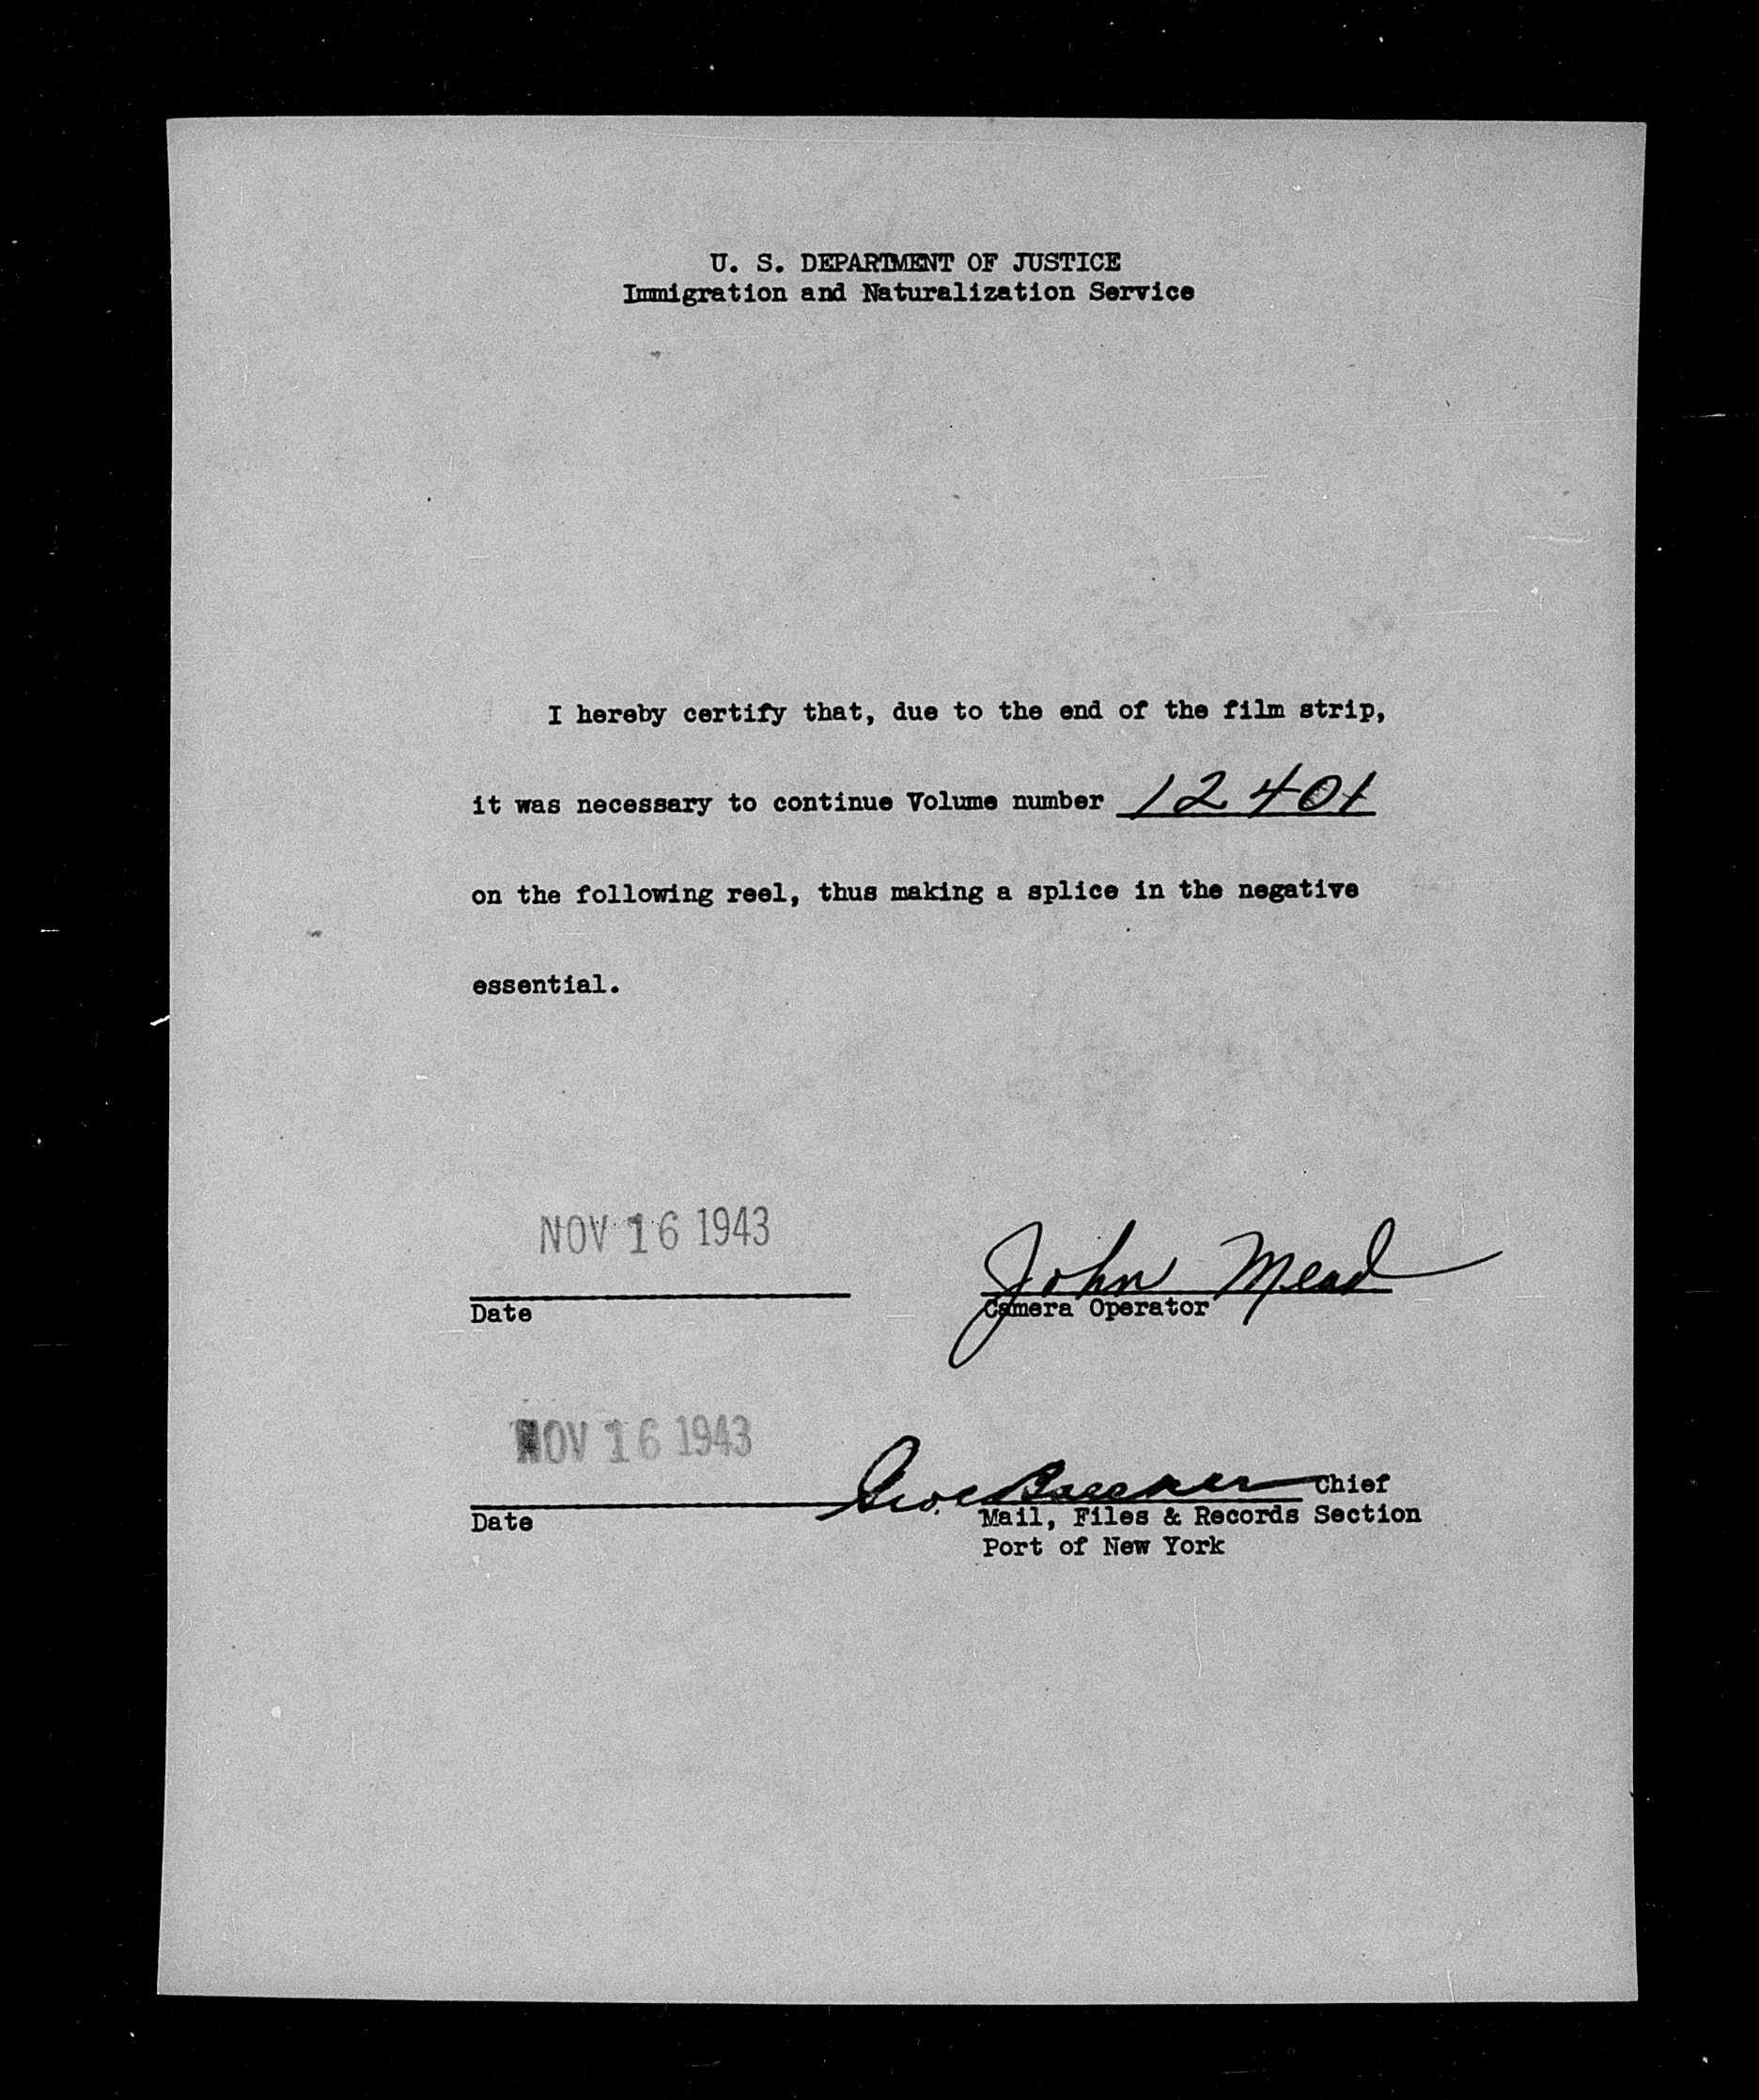 U. S. DEPARTMENT OF JUSTICE
Immigration and Naturalization Service
I hereby certify that, due to the end of the film strip,
it was necessary to continue Volume number 12401
on the following reel, thus making a splice in the negative
essential.
NOV 16 1943
John Mead
Date
Camera Operator
NOV 16 1943
Chief
Date
Mail, Files & Records Section
Port of New York